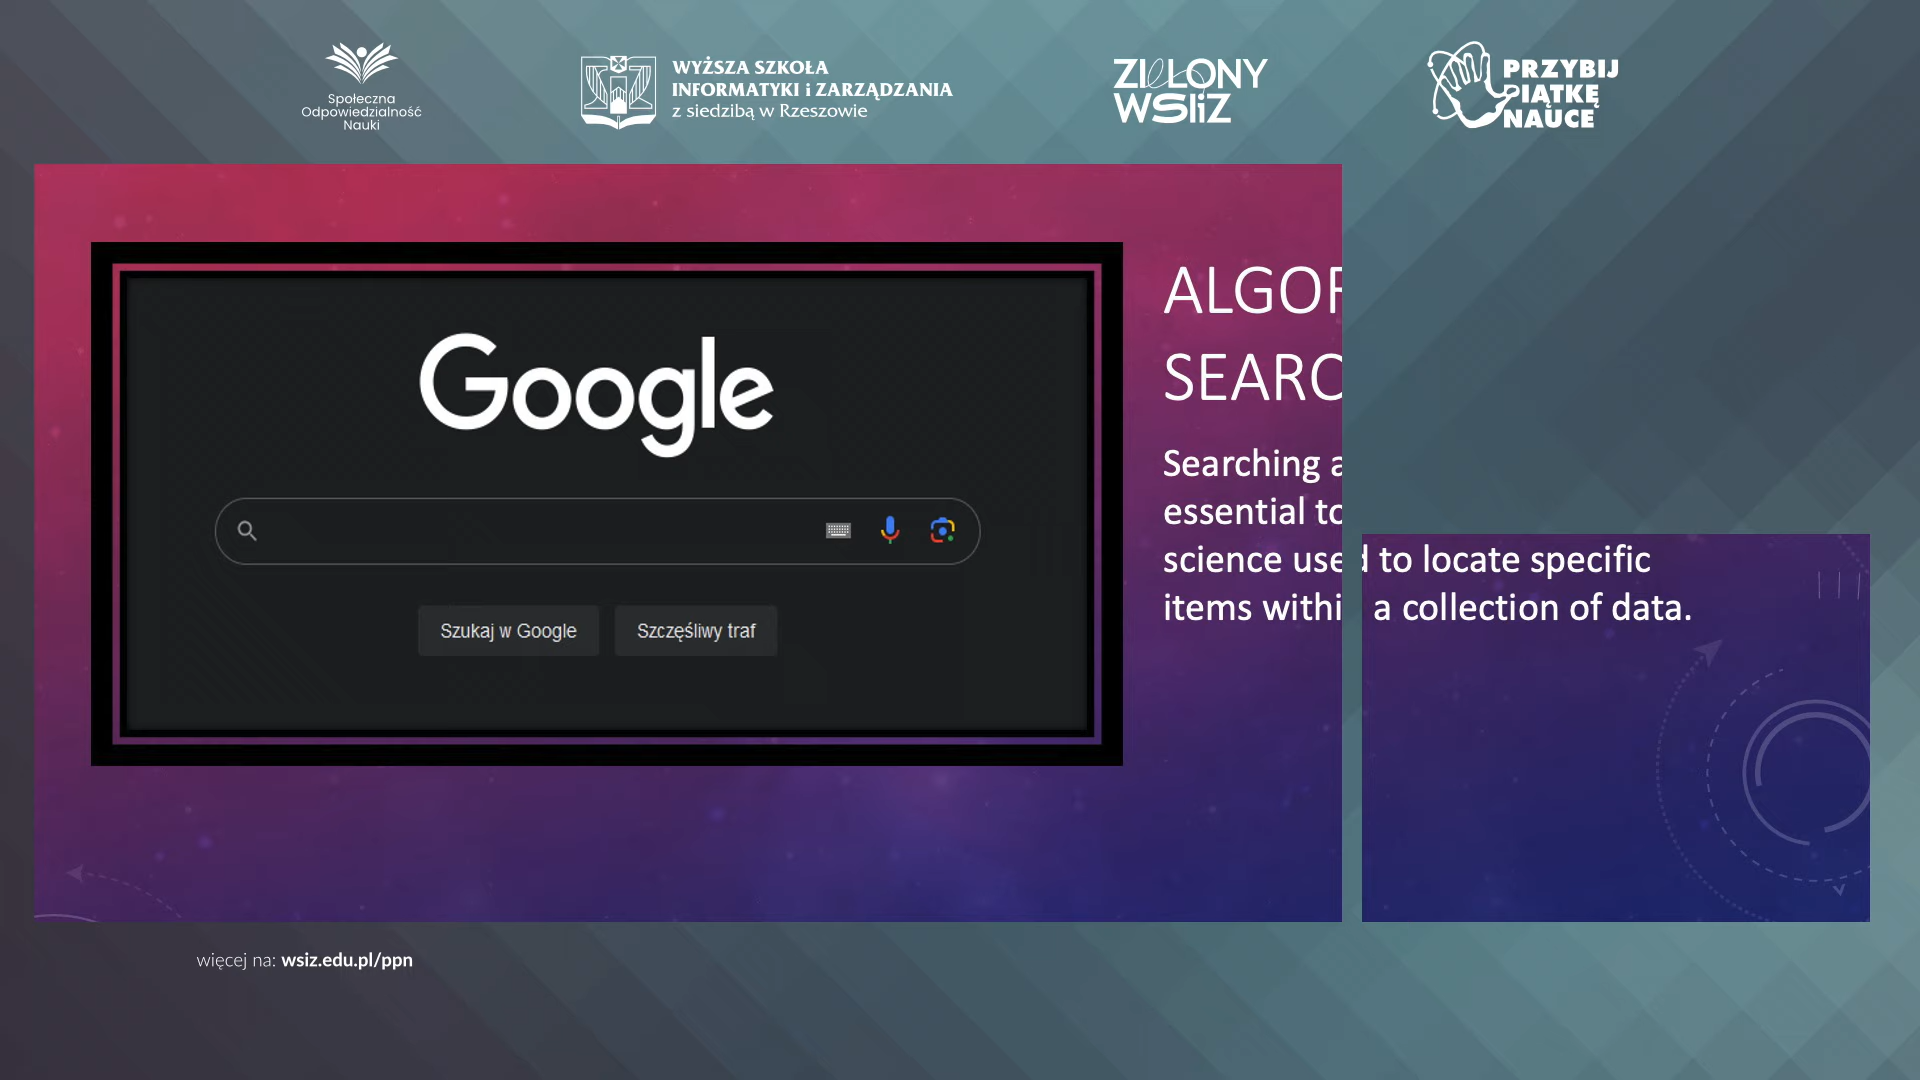 Społeczna
Odpowiedzialność
Nauki
WYŻSZA SZKOŁA
INFORMATYKI i ZARZĄDZANIA
z siedzibą w Rzeszowie
ZIELONY
WSIiZ
PRZYBIJ
PIĄTKĘ
NAUCE
Google
Szukaj w Google
Szczęśliwy traf
ALGOR
SEARC
Searching a
essential to
science used to locate specific
items withi a collection of data.
więcej na: wsiz.edu.pl/ppn